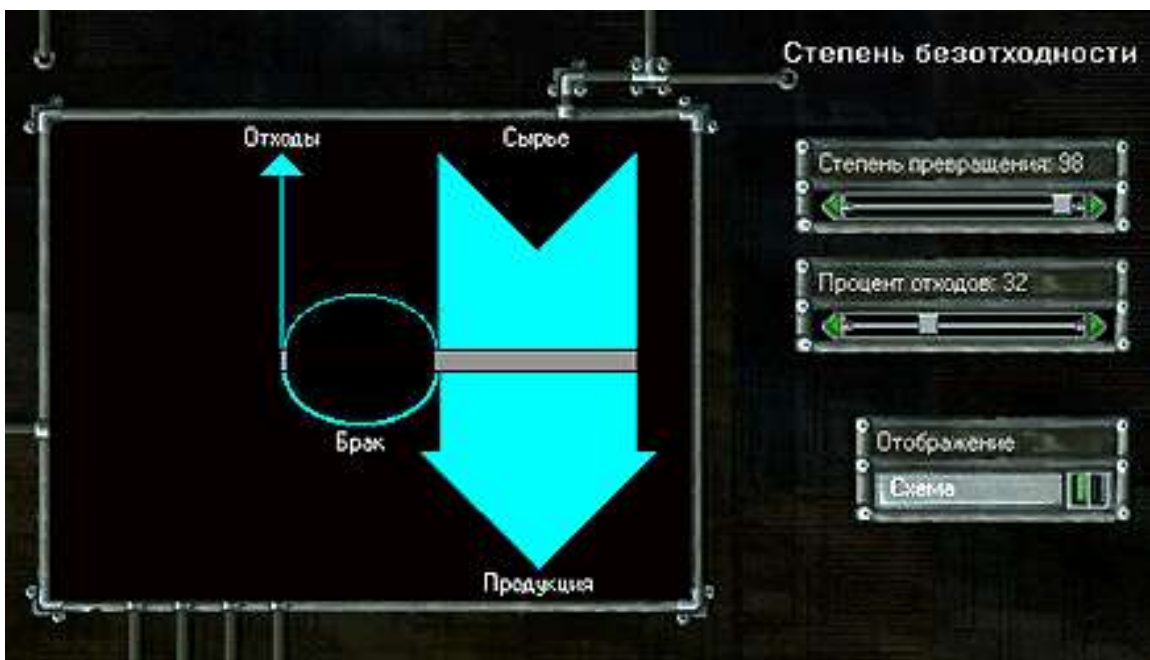 Степень безотходности
Отходы
Сырье
Степень превращения: 98
Процент отходов: 32
Брак
Отображение
Схема
Продукция